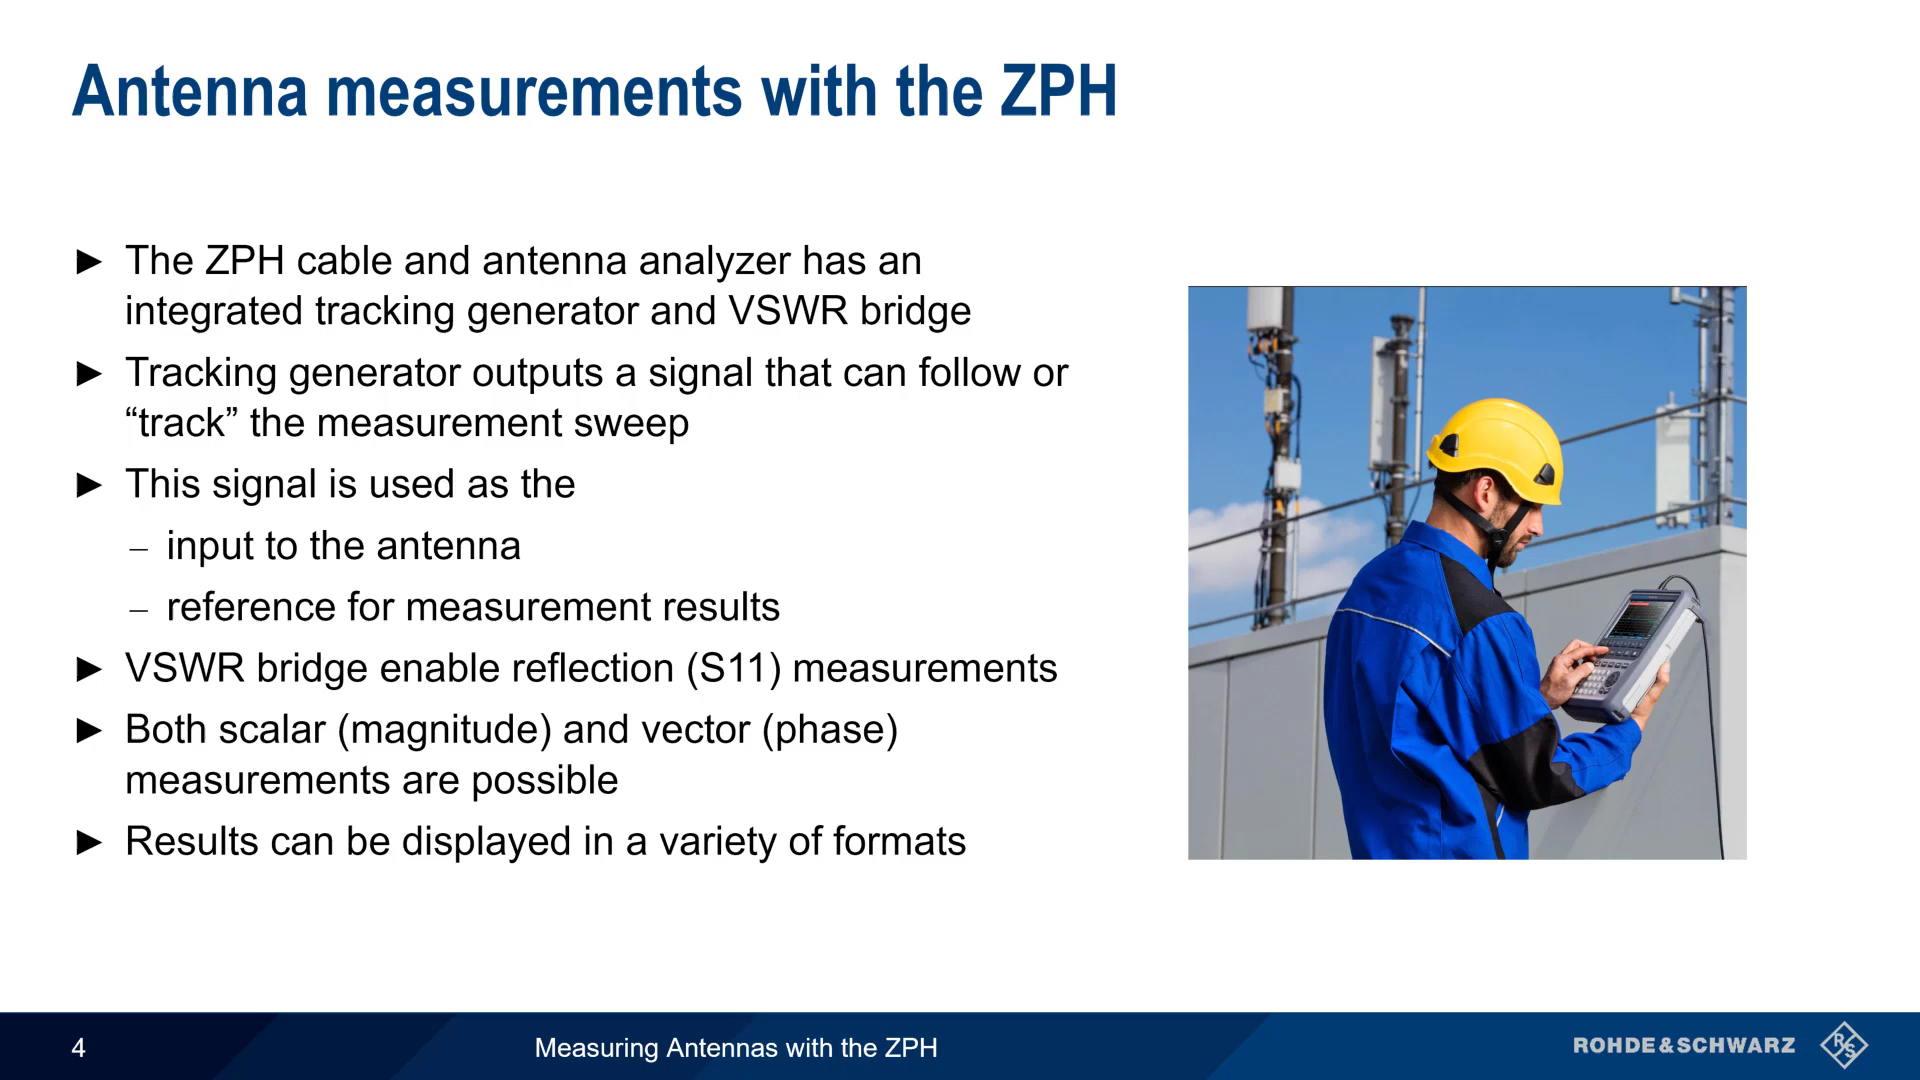 Antenna measurements with the ZPH
► The ZPH cable and antenna analyzer has an
integrated tracking generator and VSWR bridge
► Tracking generator outputs a signal that can follow or
“track” the measurement sweep
► This signal is used as the
– input to the antenna
– reference for measurement results
► VSWR bridge enable reflection (S11) measurements
► Both scalar (magnitude) and vector (phase)
measurements are possible
► Results can be displayed in a variety of formats
4
Measuring Antennas with the ZPH
ROHDE&SCHWARZ
R&S